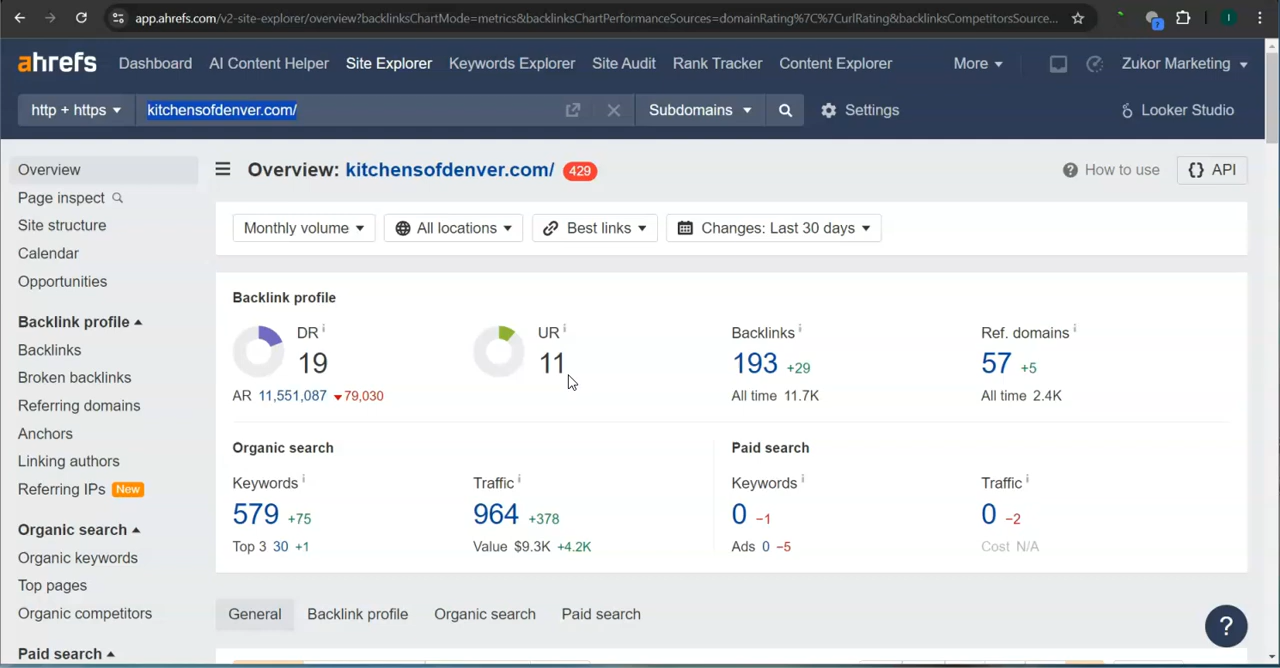 app.ahrefs.com/v2-site-explorer/overview?backlinksChartMode=metrics&backlinksChartPerformanceSources=domainRating%7C%7CurlRating&backlinksCompetitorsSource...
7
I
ahrefs
Dashboard AI Content Helper Site Explorer Keywords Explorer Site Audit Rank Tracker Content Explorer More Zukor Marketing
http + https kitchensofdenver.com/ Subdomains Settings Looker Studio
Overview
Page inspect
Site structure
Calendar
Opportunities
Backlink profile
Backlinks
Broken backlinks
Referring domains
Anchors
Linking authors
Referring IPs New
Organic search
Organic keywords
Top pages
Organic competitors
Paid search
Overview: kitchensofdenver.com/ 429 ? How to use {} API
Monthly volume All locations Best links Changes: Last 30 days
Backlink profile
DR i UR i Backlinks i Ref. domains i
19 11 193 +29 57 +5
AR 11,551,087 79,030 All time 11.7K All time 2.4K
Organic search Paid search
Keywords i Traffic i Keywords i Traffic i
579 +75 964 +378 0 −1 0 −2
Top 3 30 +1 Value $9.3K +4.2K Ads 0 −5 Cost N/A
General Backlink profile Organic search Paid search
?